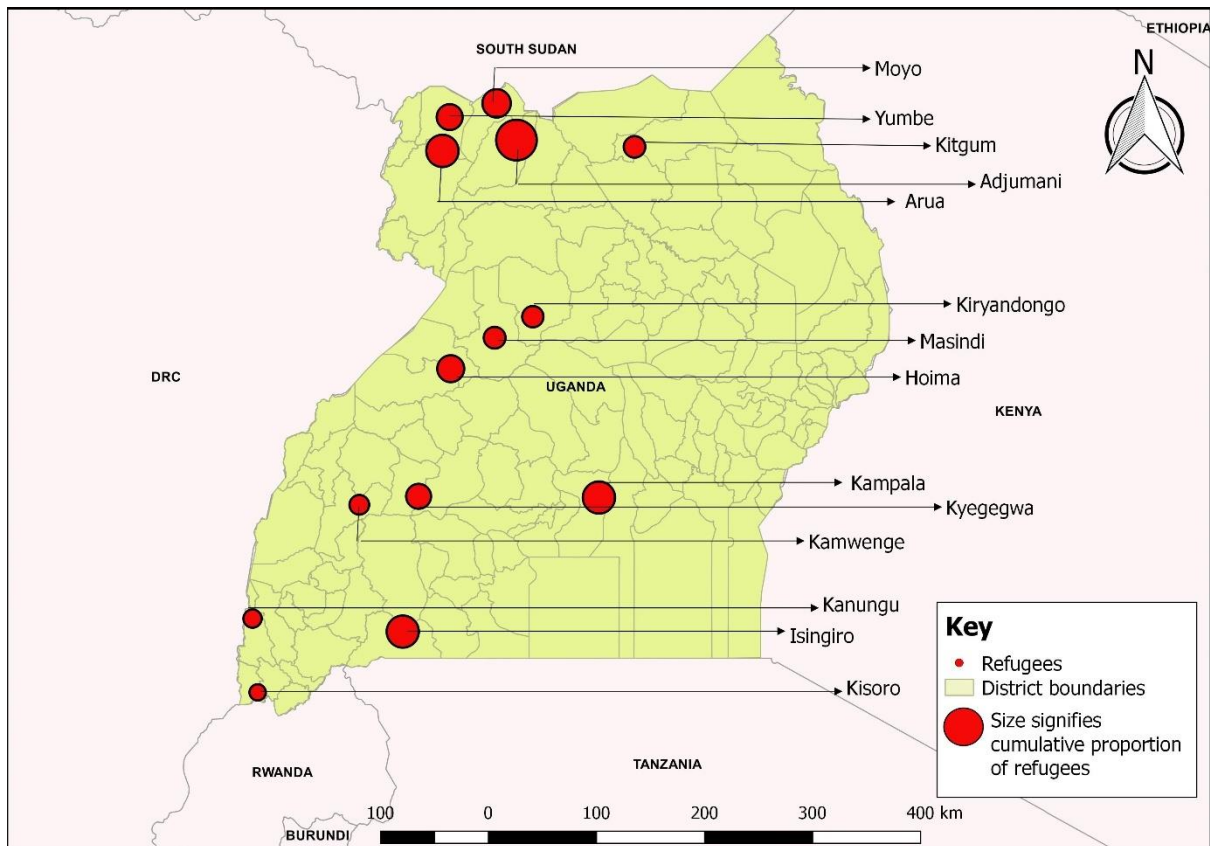 ETHIOPIA
SOUTH SUDAN
Moyo
N
Yumbe
Kitgum
Adjumani
Arua
Kiryandongo
Masindi
Hoima
DRC
UGANDA
KENYA
Kampala
Kyegegwa
Kamwenge
Kanungu
Isingiro
Kisoro
Key
Refugees
District boundaries
Size signifies
cumulative proportion
of refugees
RWANDA
TANZANIA
BURUNDI
100 0 100 200 300 400 km